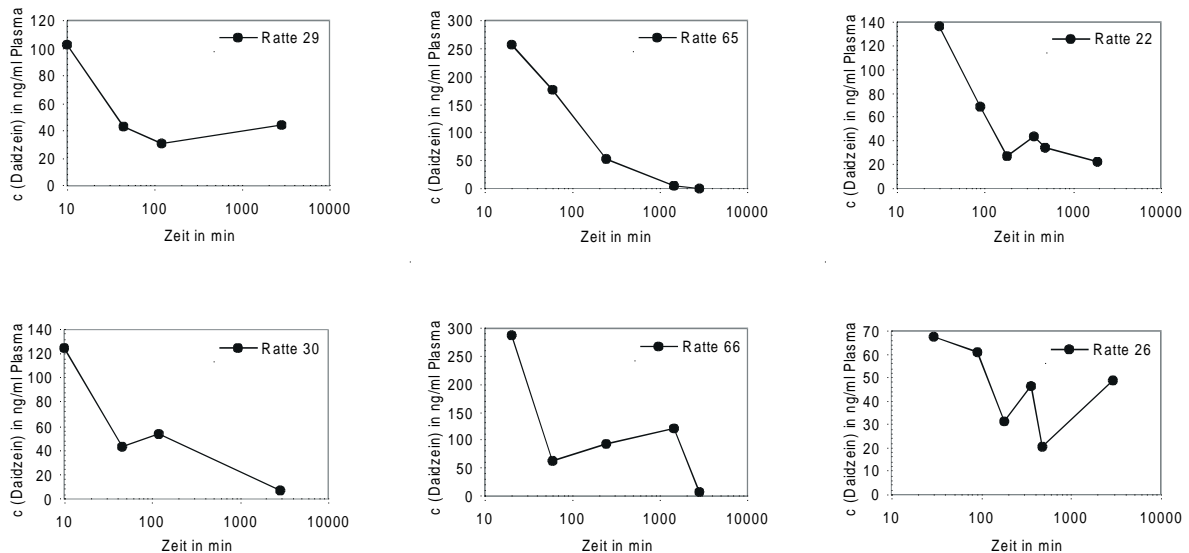 c (Daidzein) in ng/ml Plasma
120
100
80
60
40
20
0
10 100 1000 10000
Zeit in min
Ratte 29
c (Daidzein) in ng/ml Plasma
300
250
200
150
100
50
0
10 100 1000 10000
Zeit in min
Ratte 65
c (Daidzein) in ng/ml Plasma
140
120
100
80
60
40
20
0
10 100 1000 10000
Zeit in min
Ratte 22
c (Daidzein) in ng/ml Plasma
140
120
100
80
60
40
20
0
10 100 1000 10000
Zeit in min
Ratte 30
c (Daidzein) in ng/ml Plasma
300
250
200
150
100
50
0
10 100 1000 10000
Zeit in min
Ratte 66
c (Daidzein) in ng/ml Plasma
70
60
50
40
30
20
10
0
10 100 1000 10000
Zeit in min
Ratte 26